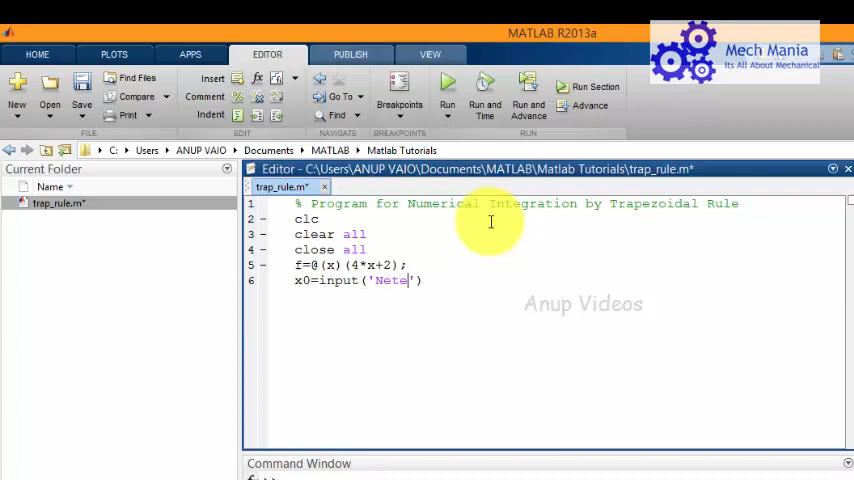 MATLAB R2013a
Mech Mania
Its All About Mechanical
HOME PLOTS APPS EDITOR PUBLISH VIEW
New Open Save Find Files Compare Print
Insert Comment Indent
Go To Find
Breakpoints
Run Run and Time Run and Advance Run Section Advance
FILE EDIT NAVIGATE BREAKPOINTS RUN
C: Users ANUP VAIO Documents MATLAB Matlab Tutorials
Current Folder
Name
trap_rule.m*
Editor - C:\Users\ANUP VAIO\Documents\MATLAB\Matlab Tutorials\trap_rule.m*
trap_rule.m*
1 % Program for Numerical Integration by Trapezoidal Rule
2 - clc
3 - clear all
4 - close all
5 - f=@(x)(4*x+2);
6 x0=input('Nete')
Anup Videos
Command Window
fx >>